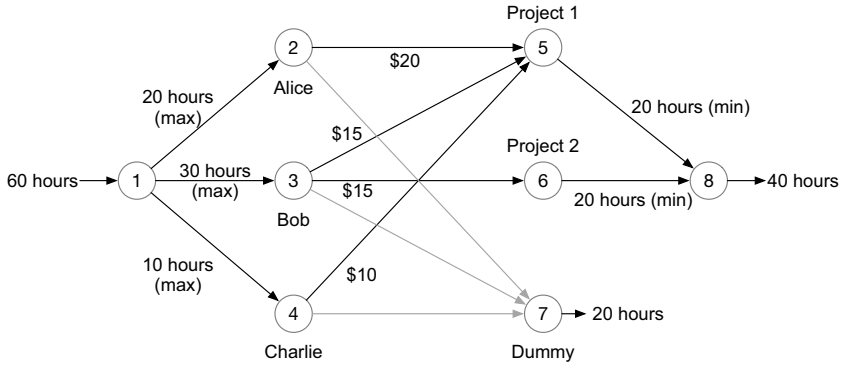 Project 1
2
5
$20
Alice
20 hours
(max)
20 hours (min)
$15
Project 2
60 hours
1
30 hours
(max)
3
$15
6
20 hours (min)
8
40 hours
Bob
10 hours
(max)
$10
4
7
20 hours
Charlie
Dummy